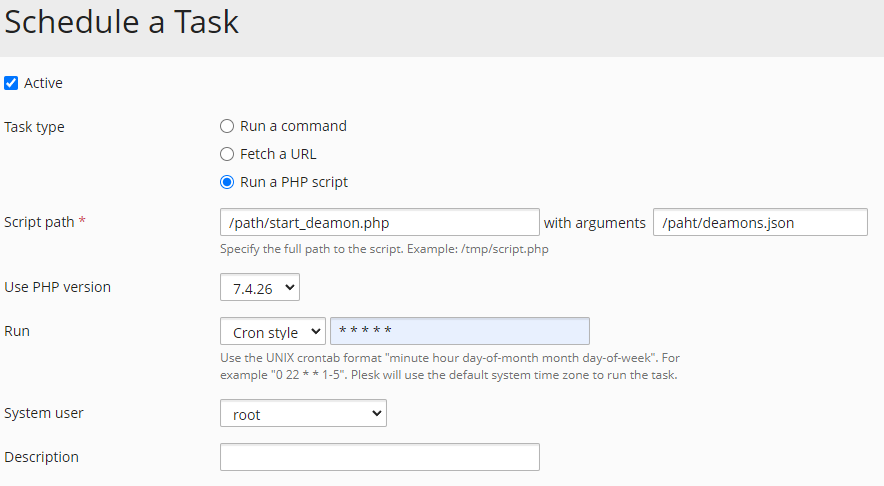 Schedule a Task
Active
Task type
Run a command
Fetch a URL
Run a PHP script
Script path * /path/start_deamon.php with arguments /paht/deamons.json
Specify the full path to the script. Example: /tmp/script.php
Use PHP version 7.4.26
Run Cron style * * * * *
Use the UNIX crontab format "minute hour day-of-month month day-of-week". For
example "0 22 * * 1-5". Plesk will use the default system time zone to run the task.
System user root
Description